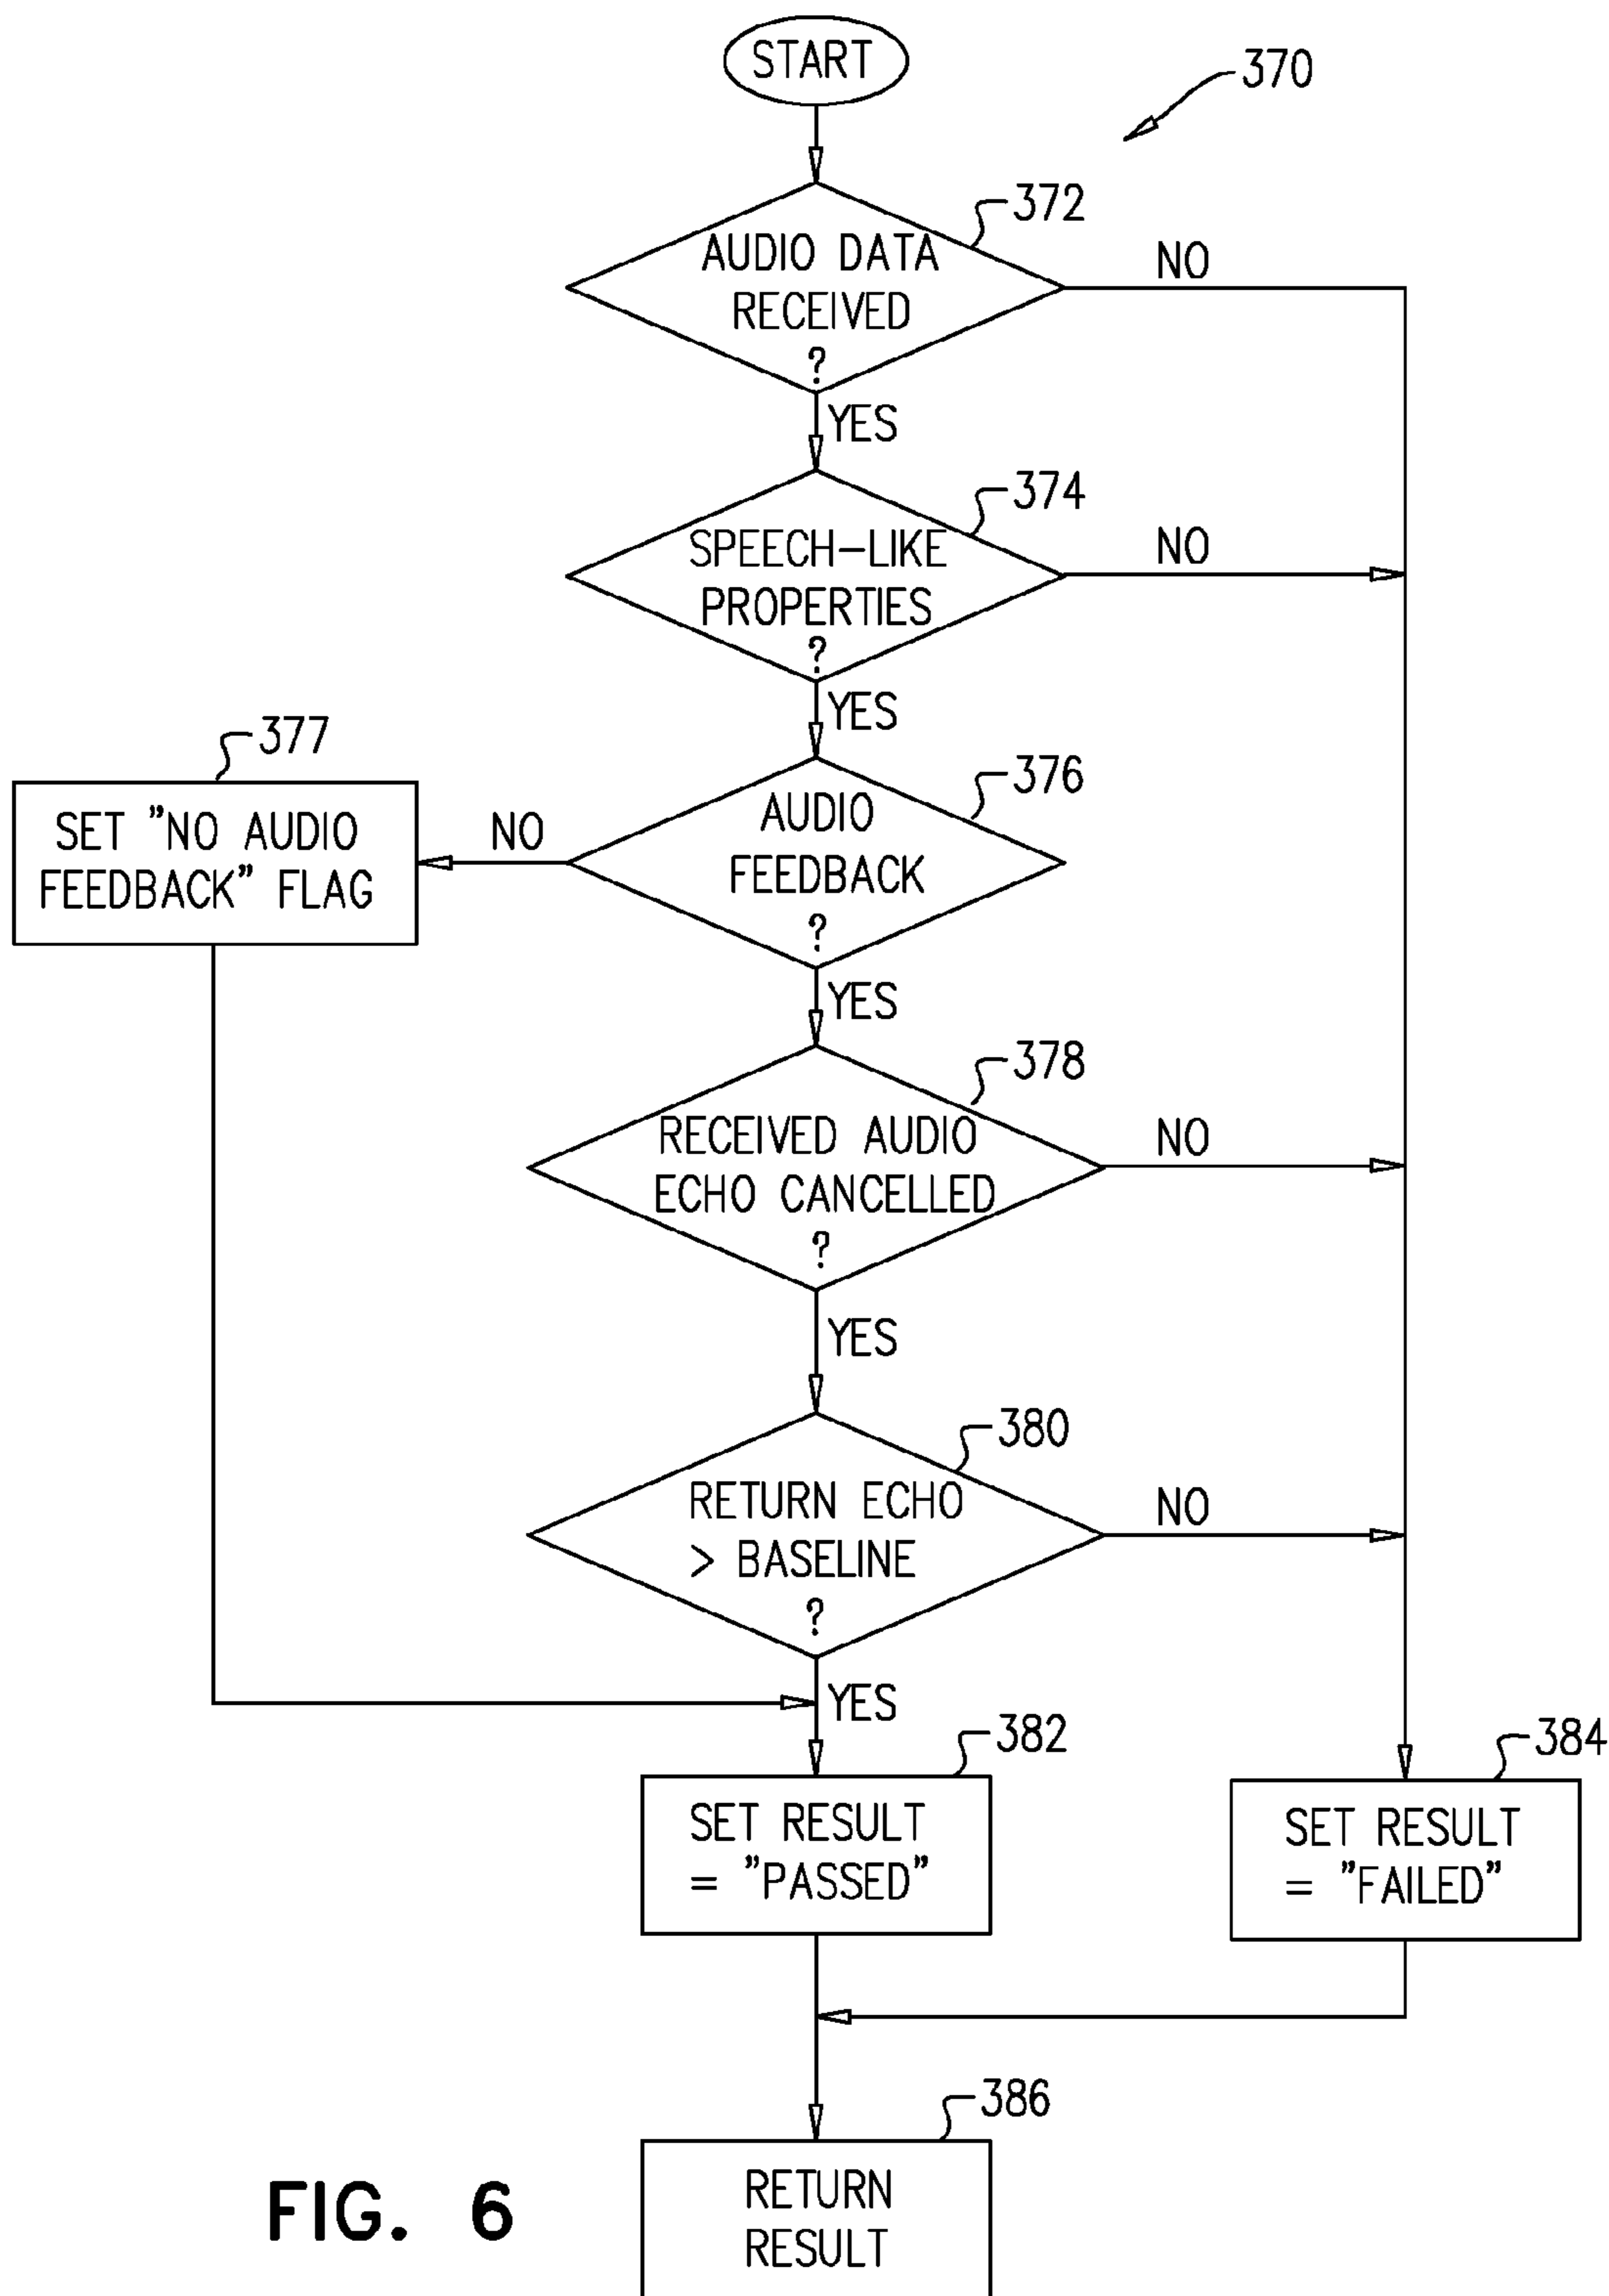 START
370
372
AUDIO DATA
RECEIVED
?
NO
YES
374
SPEECH-LIKE
PROPERTIES
?
NO
YES
377
SET "NO AUDIO
FEEDBACK" FLAG
NO
376
AUDIO
FEEDBACK
?
YES
378
RECEIVED AUDIO
ECHO CANCELLED
?
NO
YES
380
RETURN ECHO
> BASELINE
?
NO
YES
382
SET RESULT
= "PASSED"
384
SET RESULT
= "FAILED"
386
RETURN
RESULT
FIG. 6